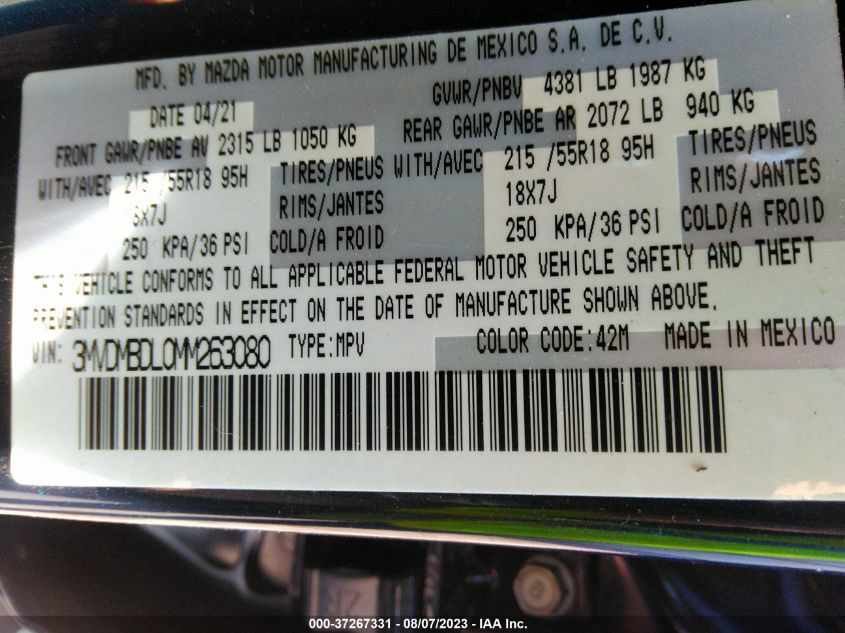 MFD. BY MAZDA MOTOR MANUFACTURING DE MEXICO S.A. DE C.V.
DATE 04/21 GVWR/PNBV 4381 LB 1987 KG
FRONT GAWR/PNBE AV 2315 LB 1050 KG REAR GAWR/PNBE AR 2072 LB 940 KG
WITH/AVEC 215 /55R18 95H TIRES/PNEUS WITH/AVEC 215 /55R18 95H TIRES/PNEUS
8X7J RIMS/JANTES 18X7J RIMS/JANTES
250 KPA/36 PSI COLD/A FROID 250 KPA/36 PSI COLD/A FROID
THIS VEHICLE CONFORMS TO ALL APPLICABLE FEDERAL MOTOR VEHICLE SAFETY AND THEFT
PREVENTION STANDARDS IN EFFECT ON THE DATE OF MANUFACTURE SHOWN ABOVE.
VIN: 3MVDMBDL0MM263080 TYPE:MPV COLOR CODE:42M MADE IN MEXICO
000-37267331 - 08/07/2023 - IAA Inc.